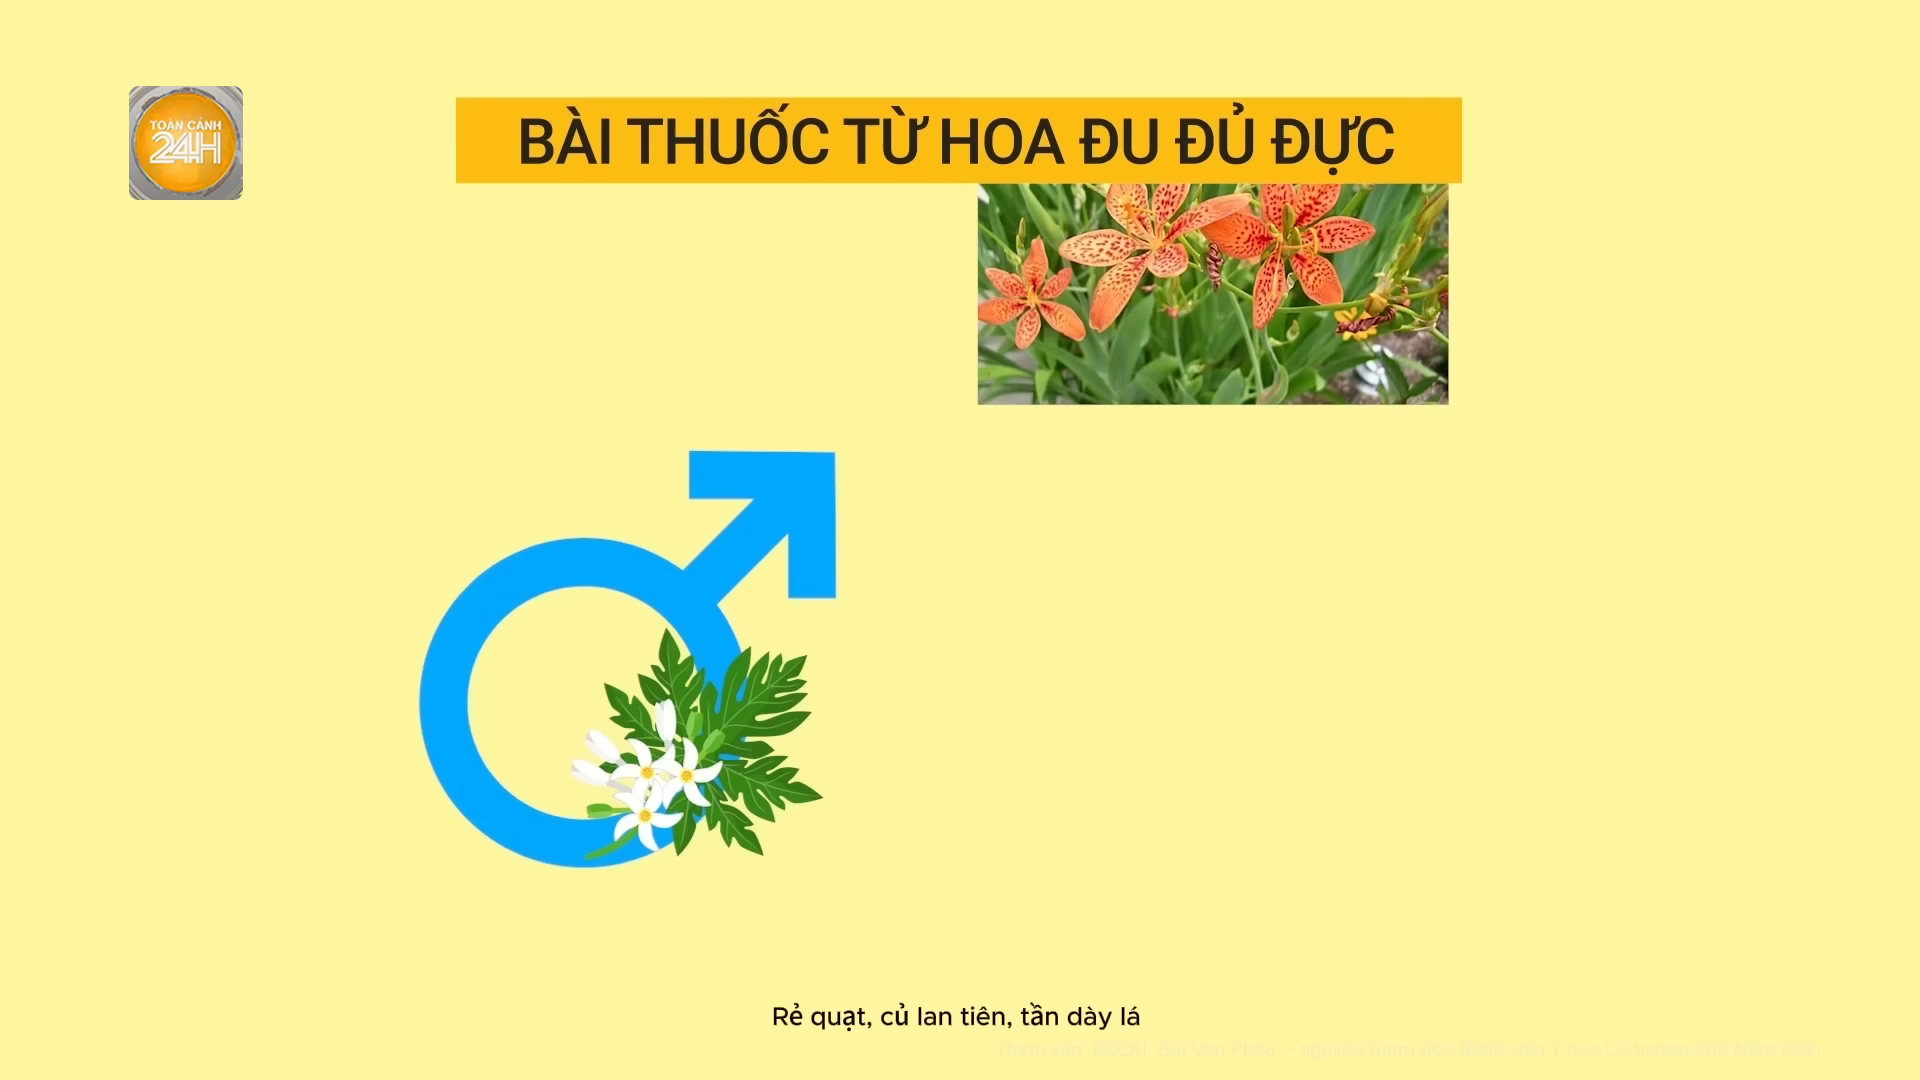 TOÀN CẢNH
24H
BÀI THUỐC TỪ HOA ĐU ĐỦ ĐỰC
Rẻ quạt, củ lan tiên, tần dày lá